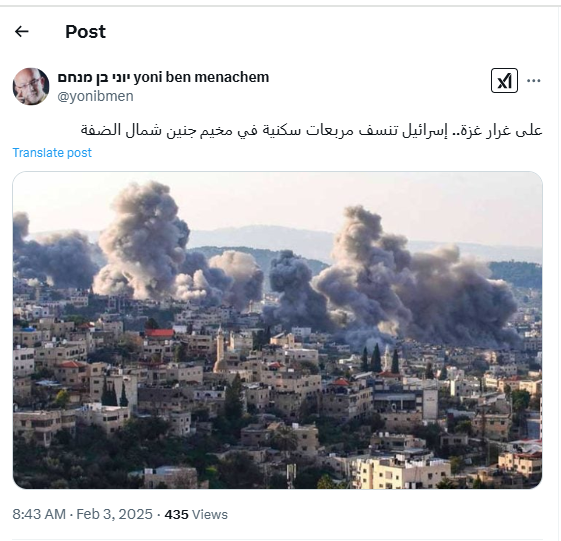 Post
יוני בן מנחם yoni ben menachem
@yonibmen
على غرار غزة.. إسرائيل تنسف مربعات سكنية في مخيم جنين شمال الضفة
Translate post
8:43 AM · Feb 3, 2025 · 435 Views